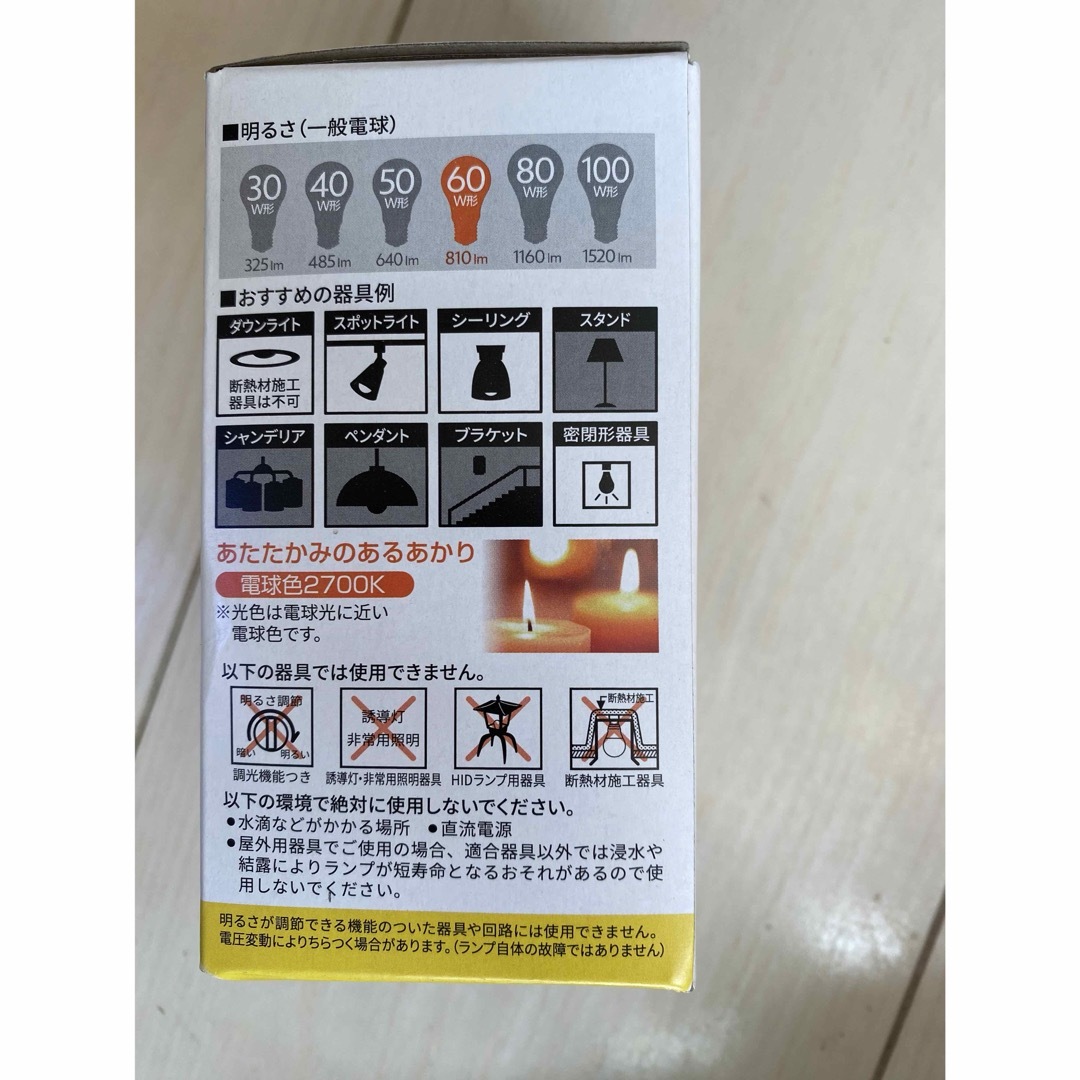 ■明るさ(一般電球)
30 40 50 60 80 100
W形 W形 W形 W形 W形 W形
325lm 485lm 640lm 810lm 1160lm 1520lm
■おすすめの器具例
ダウンライト スポットライト シーリング スタンド
断熱材施工
器具は不可
シャンデリア ペンダント ブラケット 密閉形器具
あたたかみのあるあかり
電球色2700K
※光色は電球光に近い
電球色です。
以下の器具では使用できません。
明るさ調節 誘導灯 断熱材施工
非常用照明
暗い 明るい
調光機能つき 誘導灯・非常用照明器具 HIDランプ用器具 断熱材施工器具
以下の環境で絶対に使用しないでください。
●水滴などがかかる場所 ●直流電源
●屋外用器具でご使用の場合、適合器具以外では浸水や
結露によりランプが短寿命となるおそれがあるので使
用しないでください。
明るさが調節できる機能のついた器具や回路には使用できません。
電圧変動によりちらつく場合があります。(ランプ自体の故障ではありません)